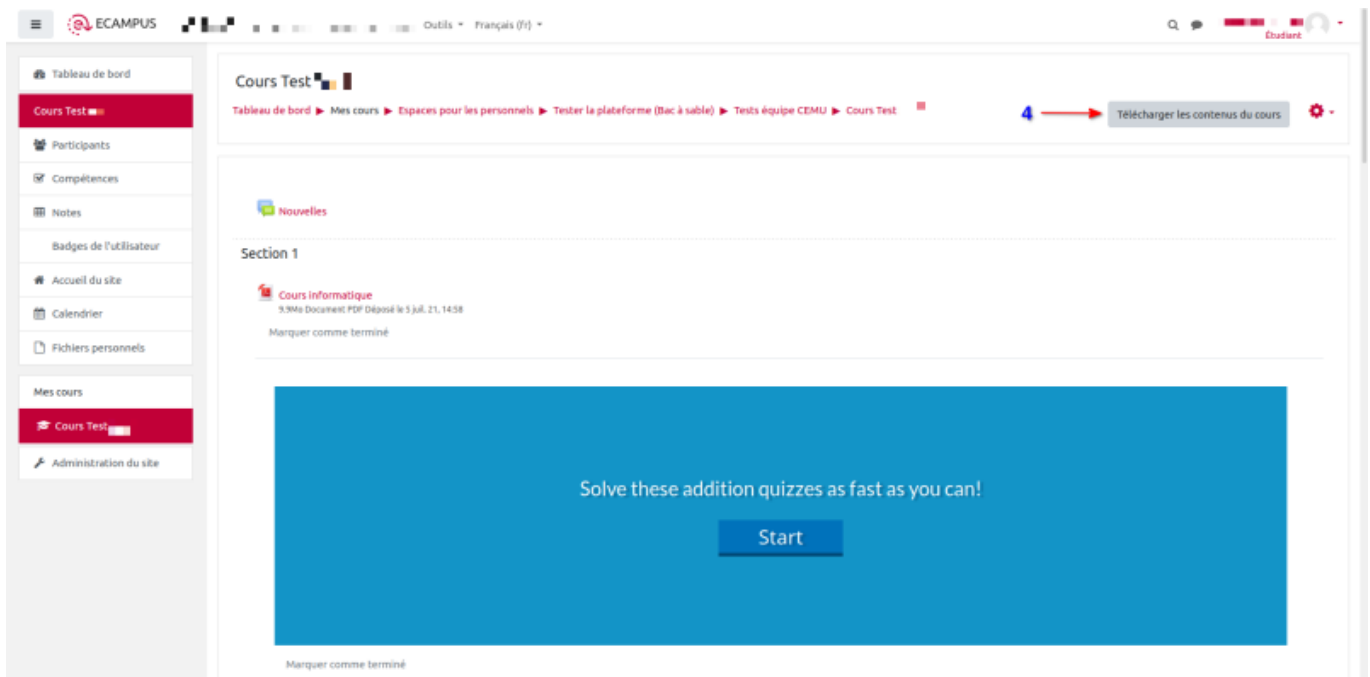 ECAMPUS Outils Français (fr)
Étudiant
Tableau de bord
Cours Test
Participants
Compétences
Notes
Badges de l'utilisateur
Accueil du site
Calendrier
Fichiers personnels
Mes cours
Cours Test
Administration du site
Cours Test
Tableau de bord ► Mes cours ► Espaces pour les personnels ► Tester la plateforme (Bac à sable) ► Tests équipe CEMU ► Cours Test
4 Télécharger les contenus du cours
Nouvelles
Section 1
Cours informatique
9.9Mo Document PDF Déposé le 5 juil. 21, 14:58
Marquer comme terminé
Solve these addition quizzes as fast as you can!
Start
Marquer comme terminé